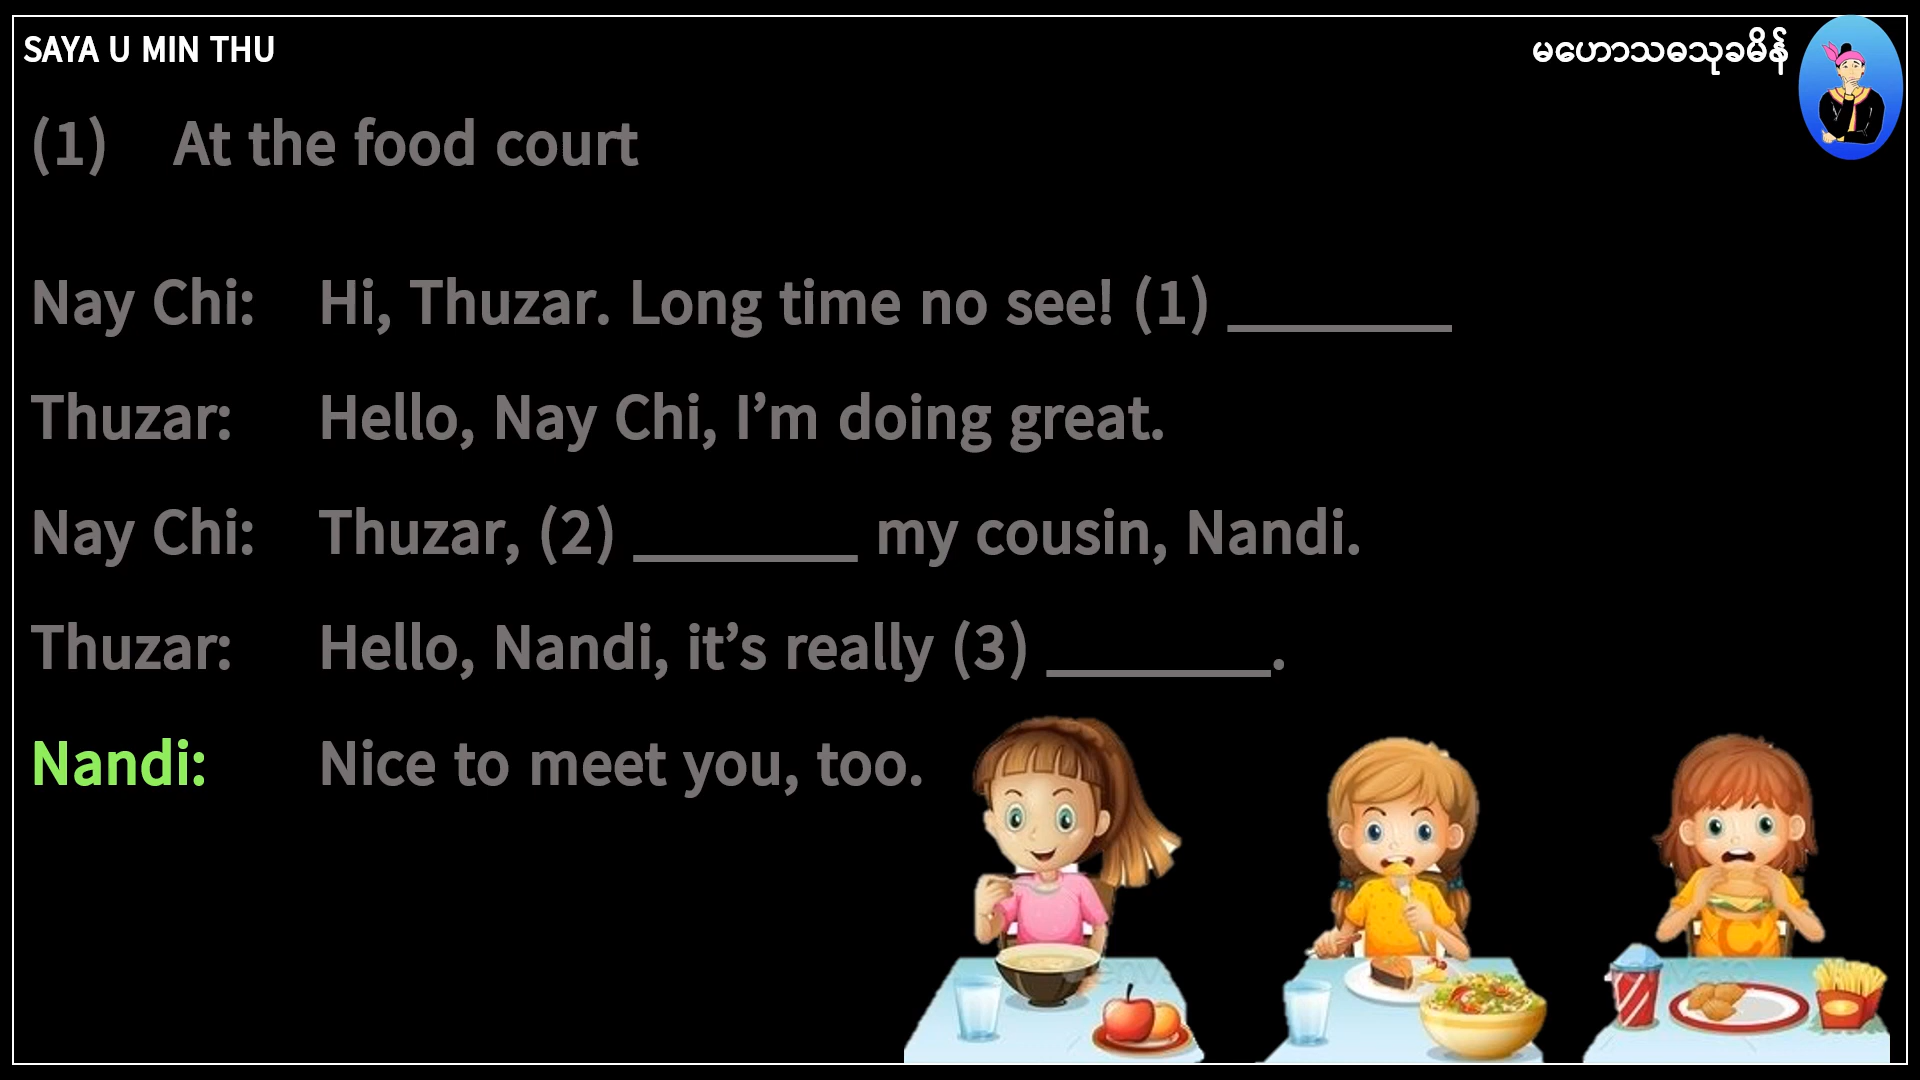 SAYA U MIN THU
မဟောသဓသုခမိန်
(1) At the food court
Nay Chi: Hi, Thuzar. Long time no see! (1) _______
Thuzar: Hello, Nay Chi, I’m doing great.
Nay Chi: Thuzar, (2) _______ my cousin, Nandi.
Thuzar: Hello, Nandi, it’s really (3) _______.
Nandi: Nice to meet you, too.